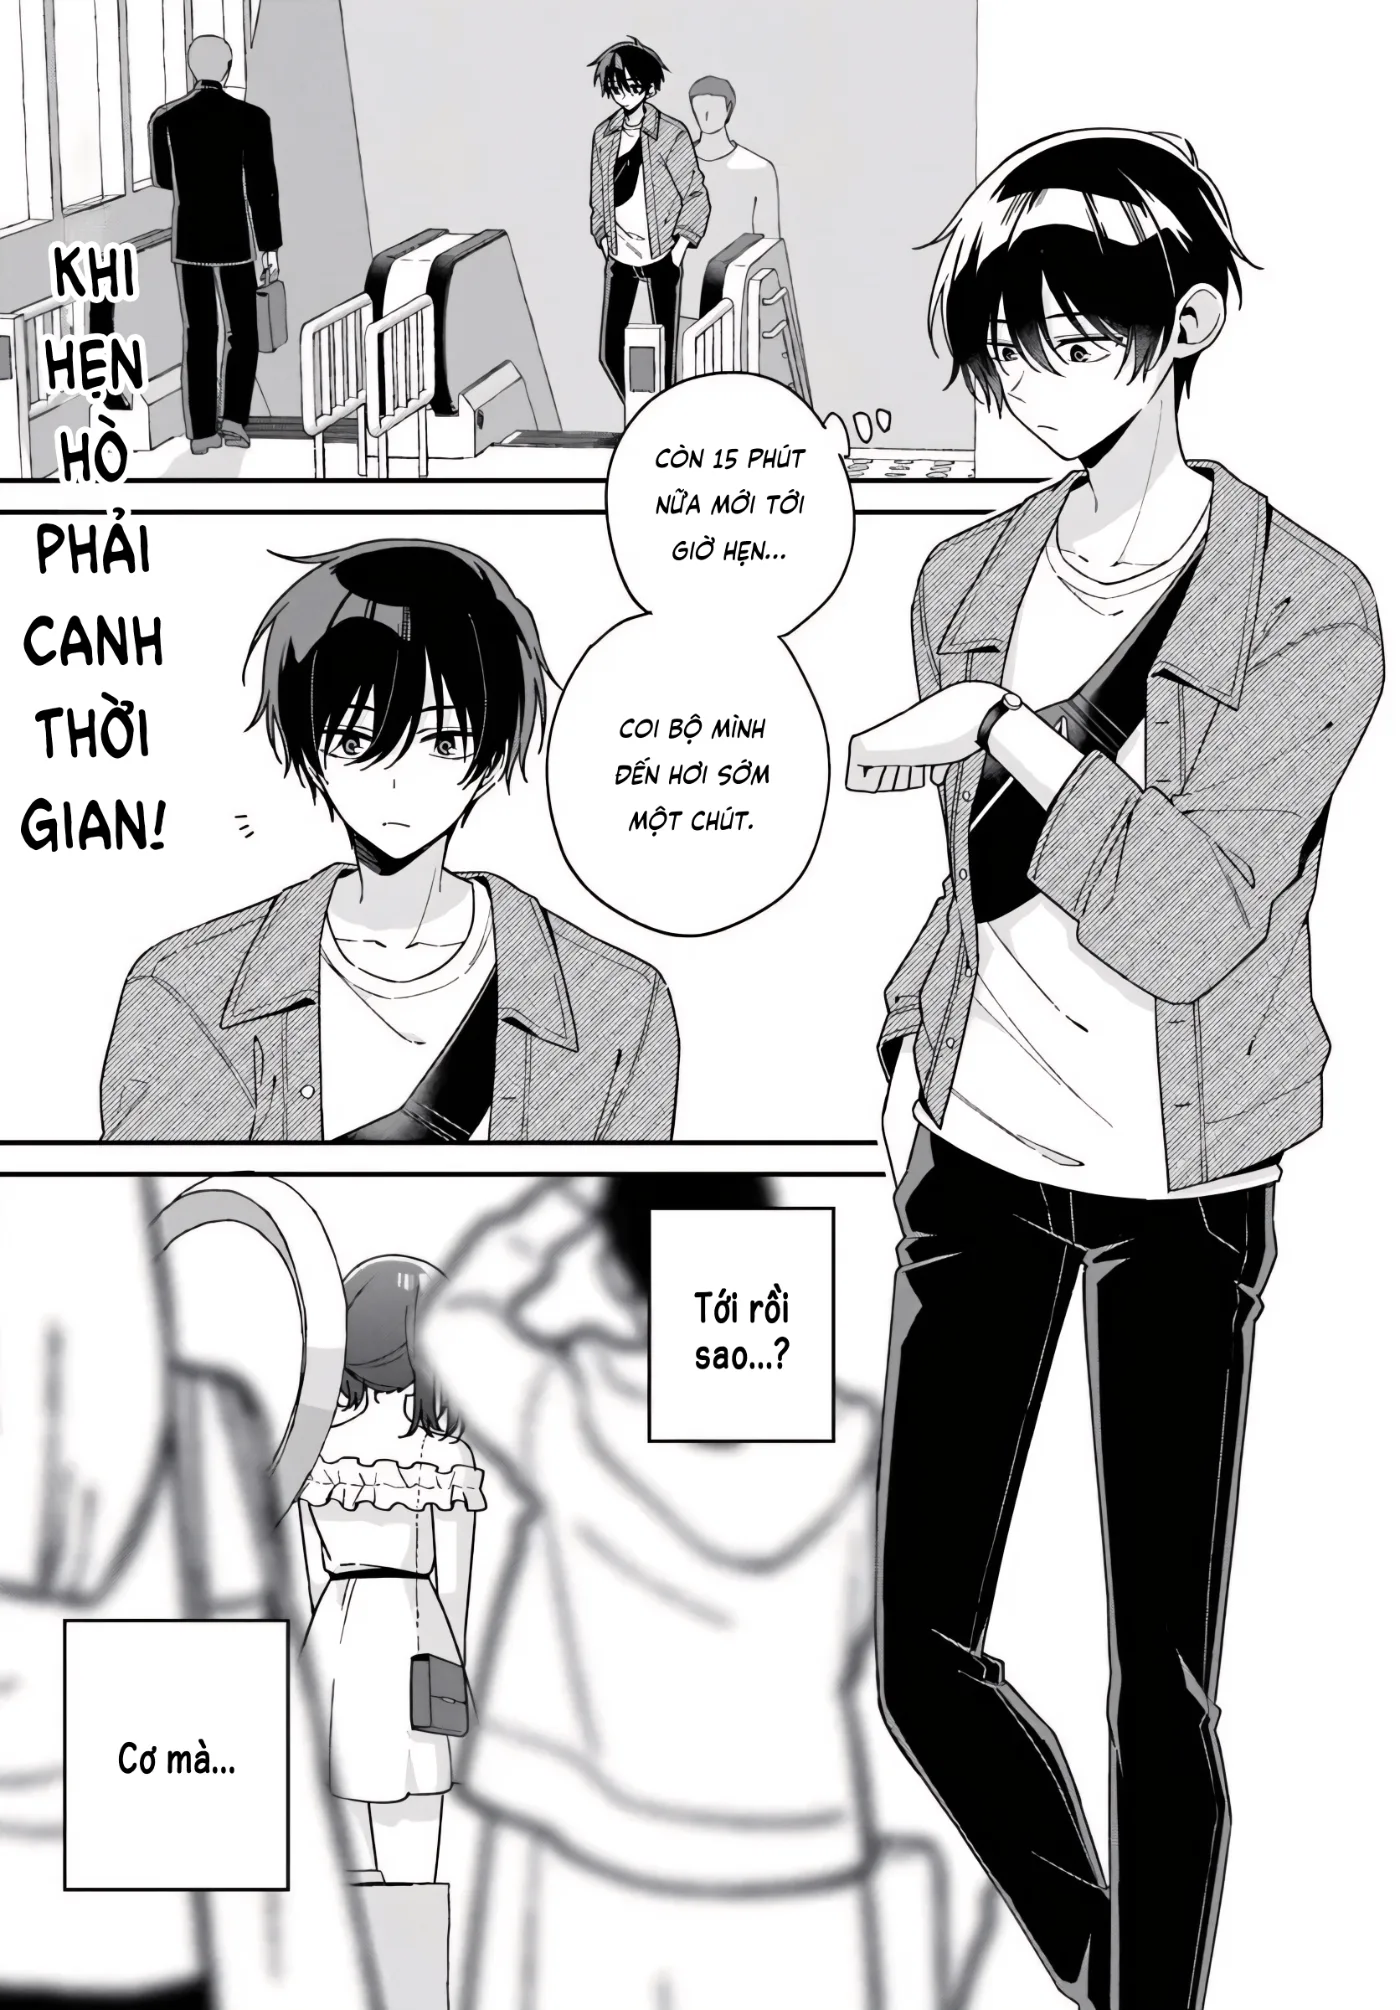 KHI
HẸN
HÒ
PHẢI
CANH
THỜI
GIAN!
CÒN 15 PHÚT
NỮA MỚI TỚI
GIỜ HẸN...
COI BỘ MÌNH
ĐẾN HƠI SỚM
MỘT CHÚT.
Tới rồi
sao...?
Cơ mà...